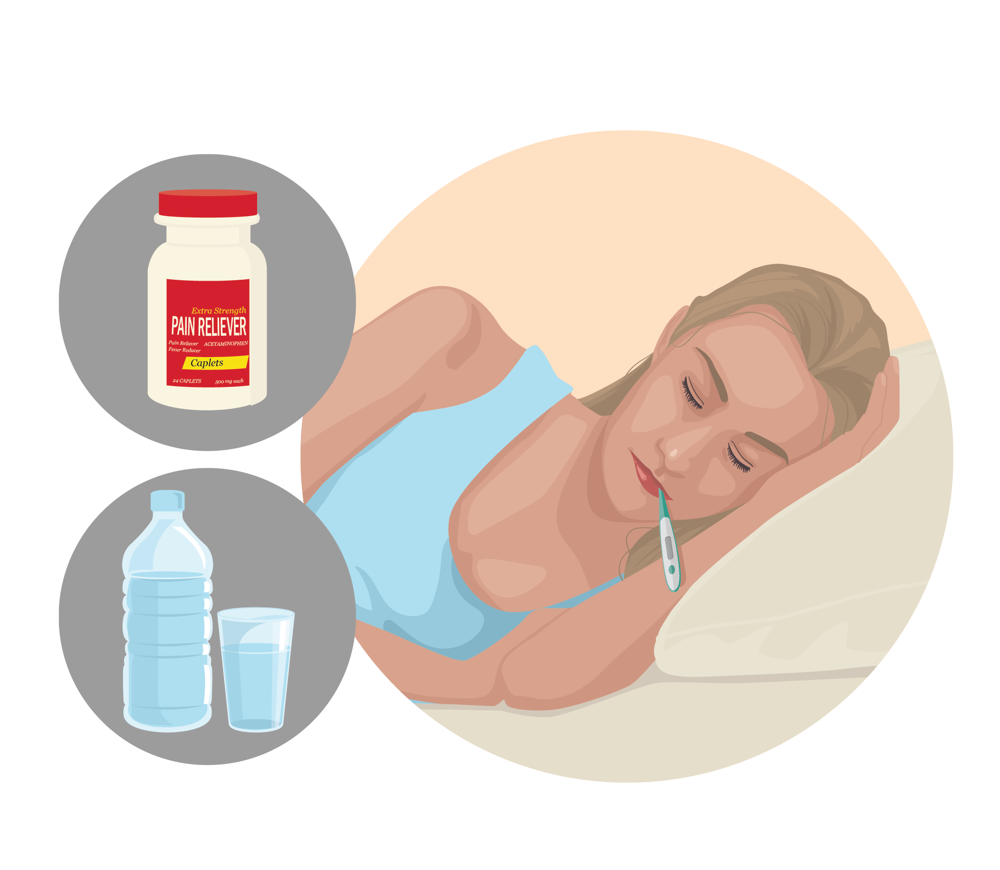 Extra Strength
PAIN RELIEVER
Pain Reliever ACETAMINOPHEN
Fever Reducer
Caplets
24 CAPLETS 500 mg each